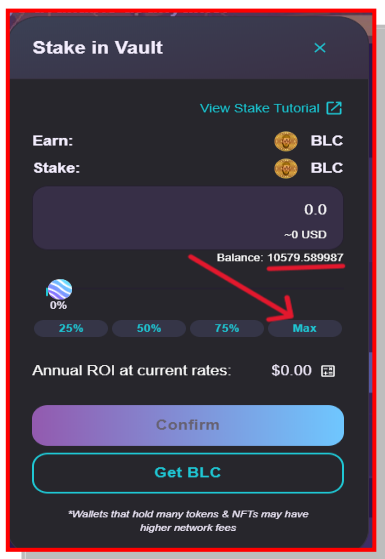 Stake in Vault ×
View Stake Tutorial
Earn: BLC
Stake: BLC
0.0
~0 USD
Balance: 10579.589987
0%
25% 50% 75% Max
Annual ROI at current rates: $0.00
Confirm
Get BLC
*Wallets that hold many tokens & NFTs may have
higher network fees